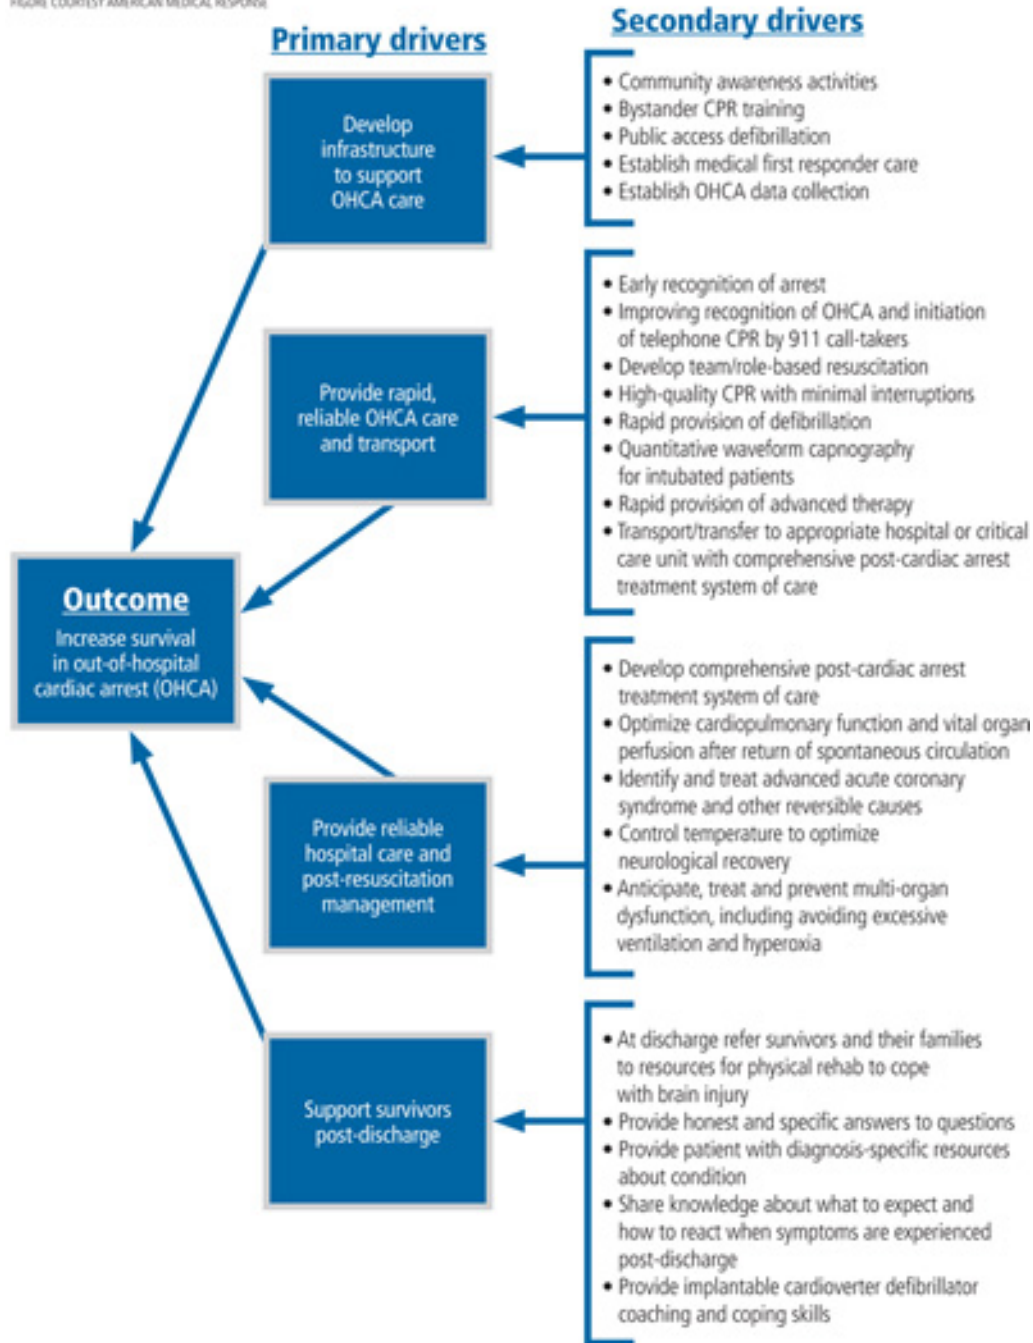 FIGURE COURTESY AMERICAN MEDICAL RESPONSE
Primary drivers
Secondary drivers
Develop
infrastructure
to support
OHCA care
• Community awareness activities
• Bystander CPR training
• Public access defibrillation
• Establish medical first responder care
• Establish OHCA data collection
Provide rapid,
reliable OHCA care
and transport
• Early recognition of arrest
• Improving recognition of OHCA and initiation
of telephone CPR by 911 call-takers
• Develop team/role-based resuscitation
• High-quality CPR with minimal interruptions
• Rapid provision of defibrillation
• Quantitative waveform capnography
for intubated patients
• Rapid provision of advanced therapy
• Transport/transfer to appropriate hospital or critical
care unit with comprehensive post-cardiac arrest
treatment system of care
Outcome
Increase survival
in out-of-hospital
cardiac arrest (OHCA)
Provide reliable
hospital care and
post-resuscitation
management
• Develop comprehensive post-cardiac arrest
treatment system of care
• Optimize cardiopulmonary function and vital organ
perfusion after return of spontaneous circulation
• Identify and treat advanced acute coronary
syndrome and other reversible causes
• Control temperature to optimize
neurological recovery
• Anticipate, treat and prevent multi-organ
dysfunction, including avoiding excessive
ventilation and hyperoxia
Support survivors
post-discharge
• At discharge refer survivors and their families
to resources for physical rehab to cope
with brain injury
• Provide honest and specific answers to questions
• Provide patient with diagnosis-specific resources
about condition
• Share knowledge about what to expect and
how to react when symptoms are experienced
post-discharge
• Provide implantable cardioverter defibrillator
coaching and coping skills